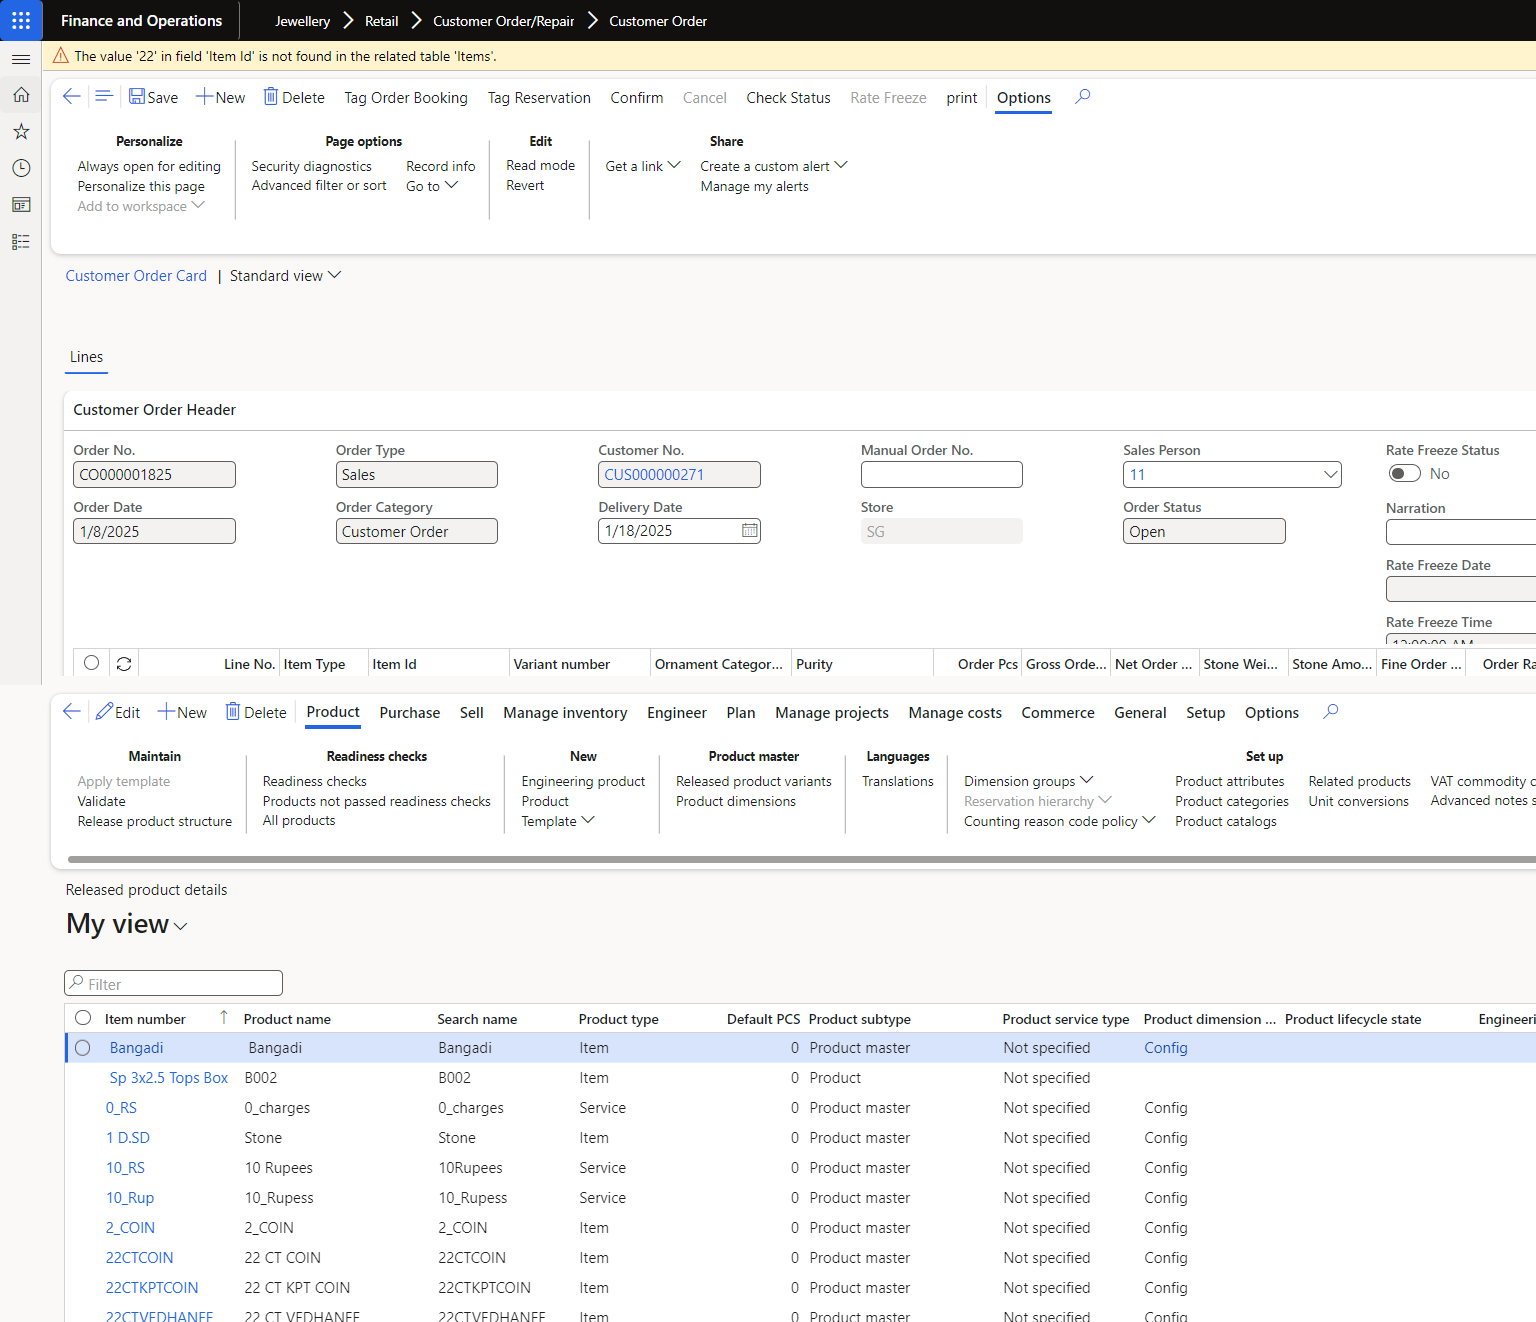 Finance and Operations Jewellery Retail Customer Order/Repair Customer Order
The value '22' in field 'Item Id' is not found in the related table 'Items'.
Save New Delete Tag Order Booking Tag Reservation Confirm Cancel Check Status Rate Freeze print Options
Personalize Page options Edit Share
Always open for editing Security diagnostics Record info Read mode Get a link Create a custom alert
Personalize this page Advanced filter or sort Go to Revert Manage my alerts
Add to workspace
Customer Order Card | Standard view
Lines
Customer Order Header
Order No. Order Type Customer No. Manual Order No. Sales Person Rate Freeze Status
CO000001825 Sales CUS000000271 11 No
Order Date Order Category Delivery Date Store Order Status Narration
1/8/2025 Customer Order 1/18/2025 SG Open
Rate Freeze Date
Rate Freeze Time
12:00:00 AM
Line No. Item Type Item Id Variant number Ornament Categor... Purity Order Pcs Gross Orde... Net Order ... Stone Wei... Stone Amo... Fine Order ... Order Ra
Edit New Delete Product Purchase Sell Manage inventory Engineer Plan Manage projects Manage costs Commerce General Setup Options
Maintain Readiness checks New Product master Languages Set up
Apply template Readiness checks Engineering product Released product variants Translations Dimension groups Product attributes Related products VAT commodity c
Validate Products not passed readiness checks Product Product dimensions Reservation hierarchy Product categories Unit conversions Advanced notes s
Release product structure All products Template Counting reason code policy Product catalogs
Released product details
My view
Filter
Item number Product name Search name Product type Default PCS Product subtype Product service type Product dimension ... Product lifecycle state Engineeri
Bangadi Bangadi Bangadi Item 0 Product master Not specified Config
Sp 3x2.5 Tops Box B002 B002 Item 0 Product Not specified
0_RS 0_charges 0_charges Service 0 Product master Not specified Config
1 D.SD Stone Stone Item 0 Product master Not specified Config
10_RS 10 Rupees 10Rupees Service 0 Product master Not specified Config
10_Rup 10_Rupess 10_Rupess Service 0 Product master Not specified Config
2_COIN 2_COIN 2_COIN Item 0 Product master Not specified Config
22CTCOIN 22 CT COIN 22CTCOIN Item 0 Product master Not specified Config
22CTKPTCOIN 22 CT KPT COIN 22CTKPTCOIN Item 0 Product master Not specified Config
22CTVEDHANEE 22 CT VEDHANEE 22CTVEDHANEE Item 0 Product master Not specified Config